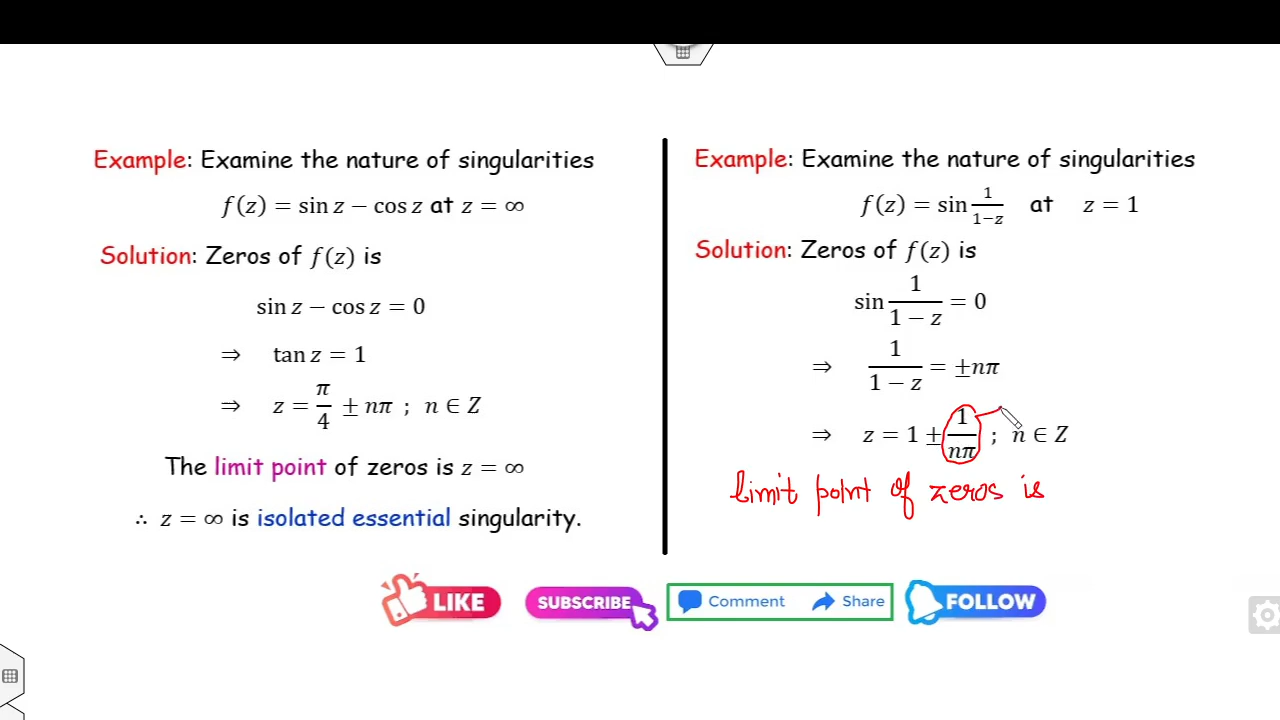 Example: Examine the nature of singularities
f(z) = sin z − cos z at z = ∞
Solution: Zeros of f(z) is
sin z − cos z = 0
⇒ tan z = 1
⇒ z = π/4 ± nπ ; n ∈ Z
The limit point of zeros is z = ∞
∴ z = ∞ is isolated essential singularity.
Example: Examine the nature of singularities
f(z) = sin 1/(1−z) at z = 1
Solution: Zeros of f(z) is
sin 1/(1 − z) = 0
⇒ 1/(1 − z) = ±nπ
⇒ z = 1 ± 1/nπ ; n ∈ Z
limit point of zeros is
LIKE
SUBSCRIBE
Comment Share
FOLLOW